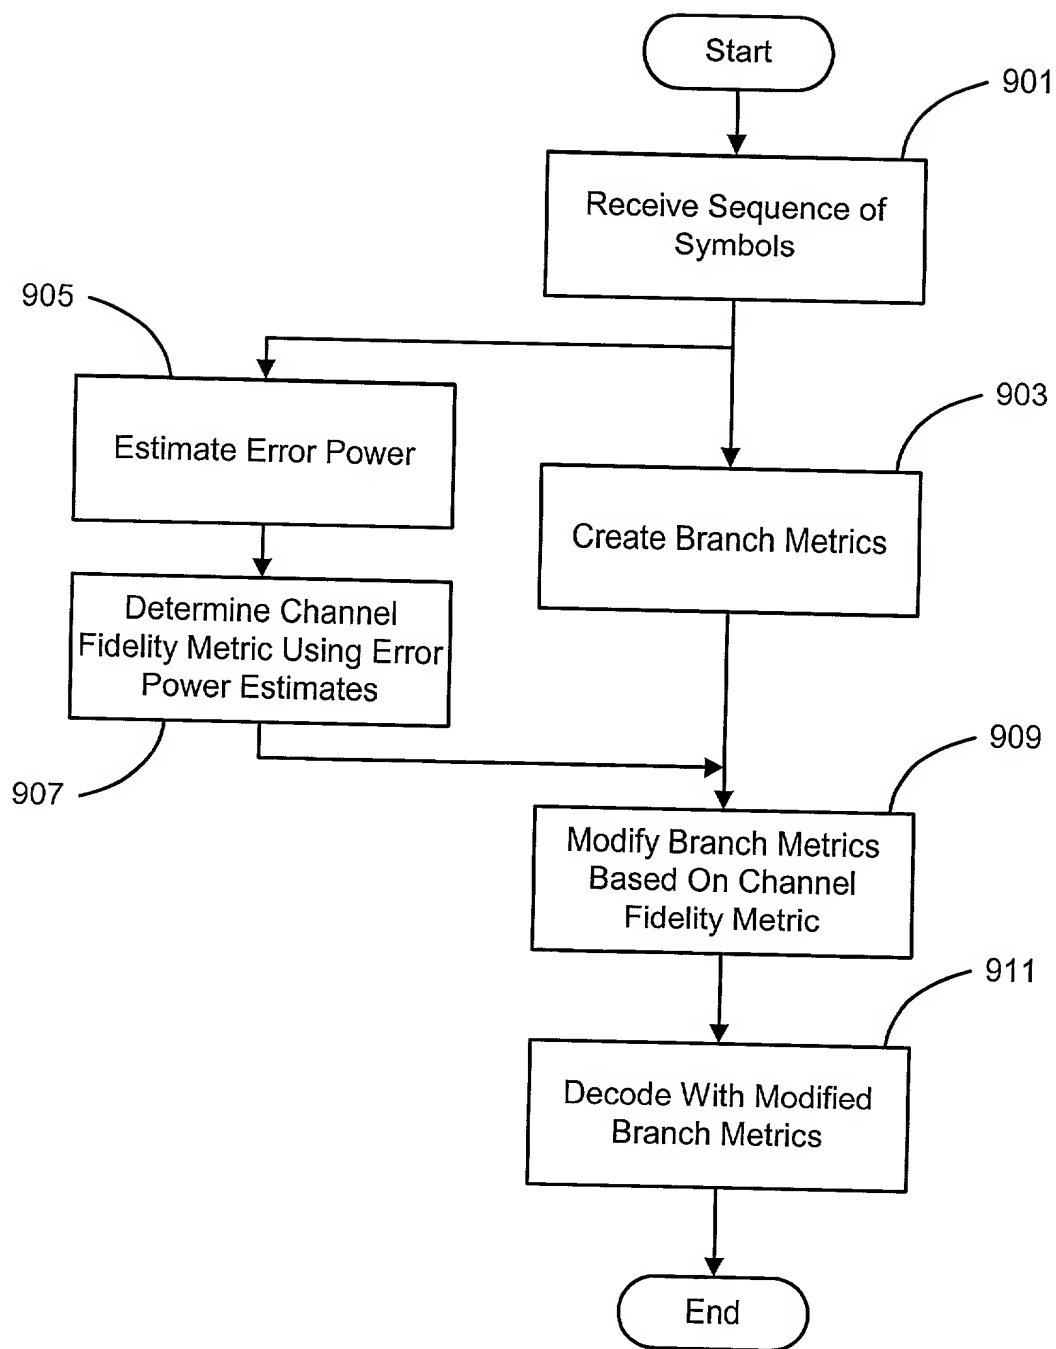 Start
901
Receive Sequence of
Symbols
905
903
Estimate Error Power
Create Branch Metrics
Determine Channel
Fidelity Metric Using Error
Power Estimates
907
909
Modify Branch Metrics
Based On Channel
Fidelity Metric
911
Decode With Modified
Branch Metrics
End